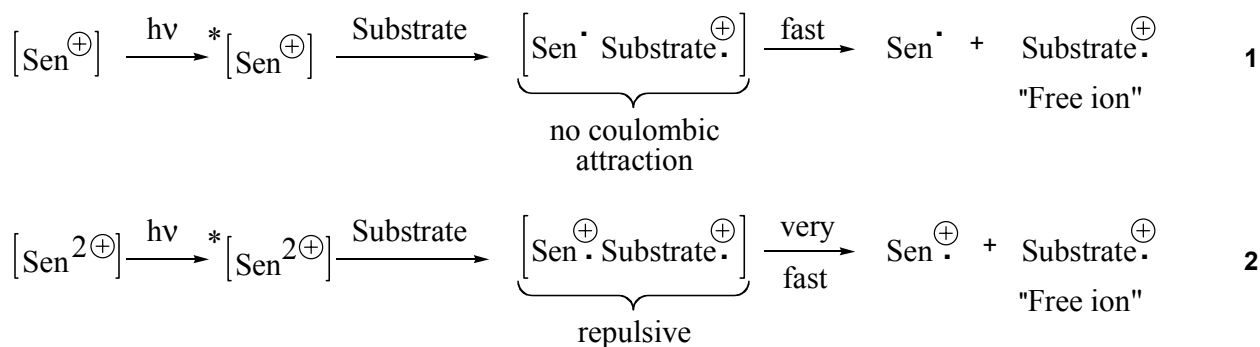 [Sen⊕] hν *[Sen⊕] Substrate [Sen· Substrate⊕·] fast Sen· + Substrate⊕· 1
"Free ion"
no coulombic
attraction
[Sen2⊕] hν *[Sen2⊕] Substrate [Sen⊕· Substrate⊕·] very fast Sen⊕· + Substrate⊕· 2
"Free ion"
repulsive